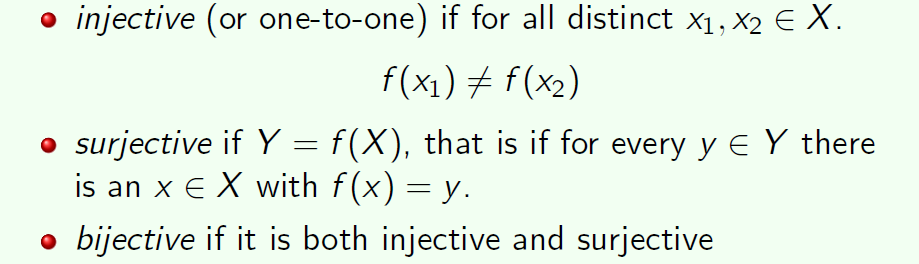 injective (or one-to-one) if for all distinct x₁, x₂ ∈ X.
f(x₁) ≠ f(x₂)
surjective if Y = f(X), that is if for every y ∈ Y there
is an x ∈ X with f(x) = y.
bijective if it is both injective and surjective